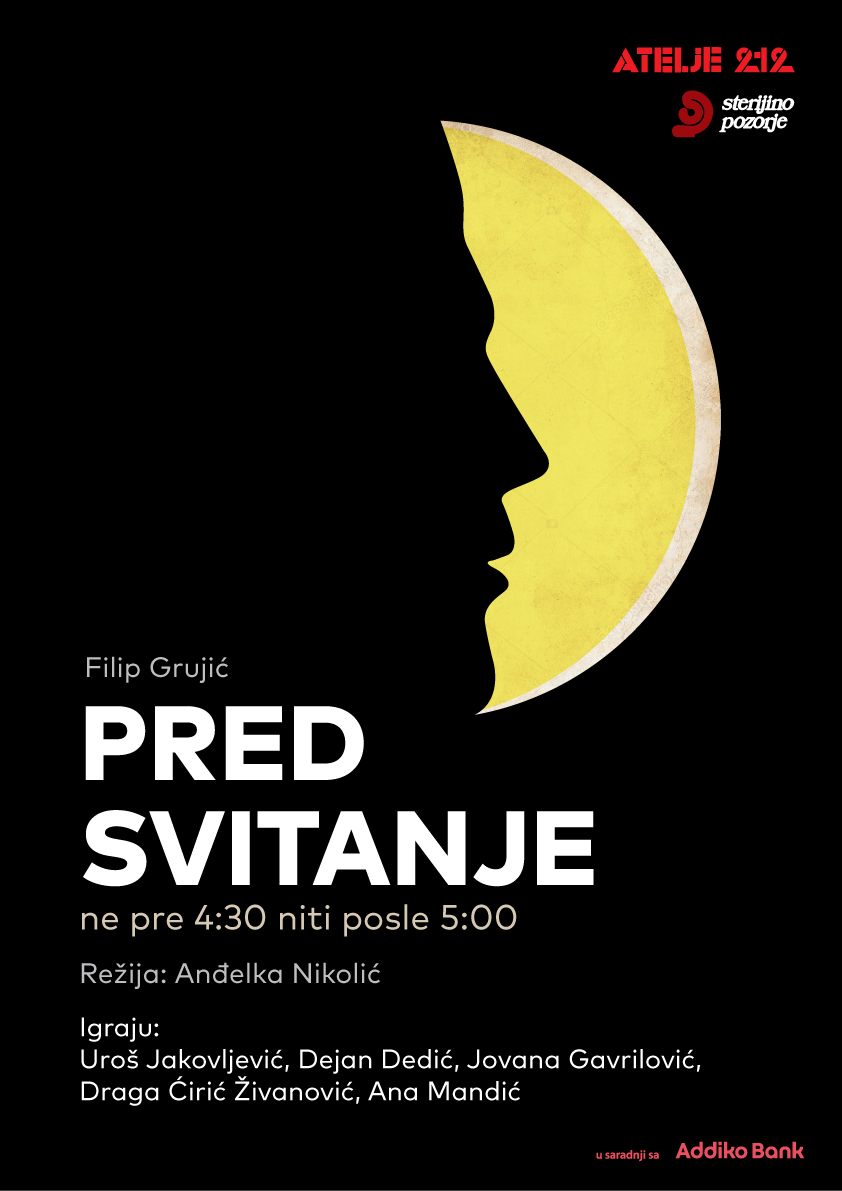 ATELJE 212
sterijino
pozorje
Filip Grujić
PRED
SVITANJE
ne pre 4:30 niti posle 5:00
Režija: Anđelka Nikolić
Igraju:
Uroš Jakovljević, Dejan Dedić, Jovana Gavrilović,
Draga Ćirić Živanović, Ana Mandić
u saradnji sa Addiko Bank